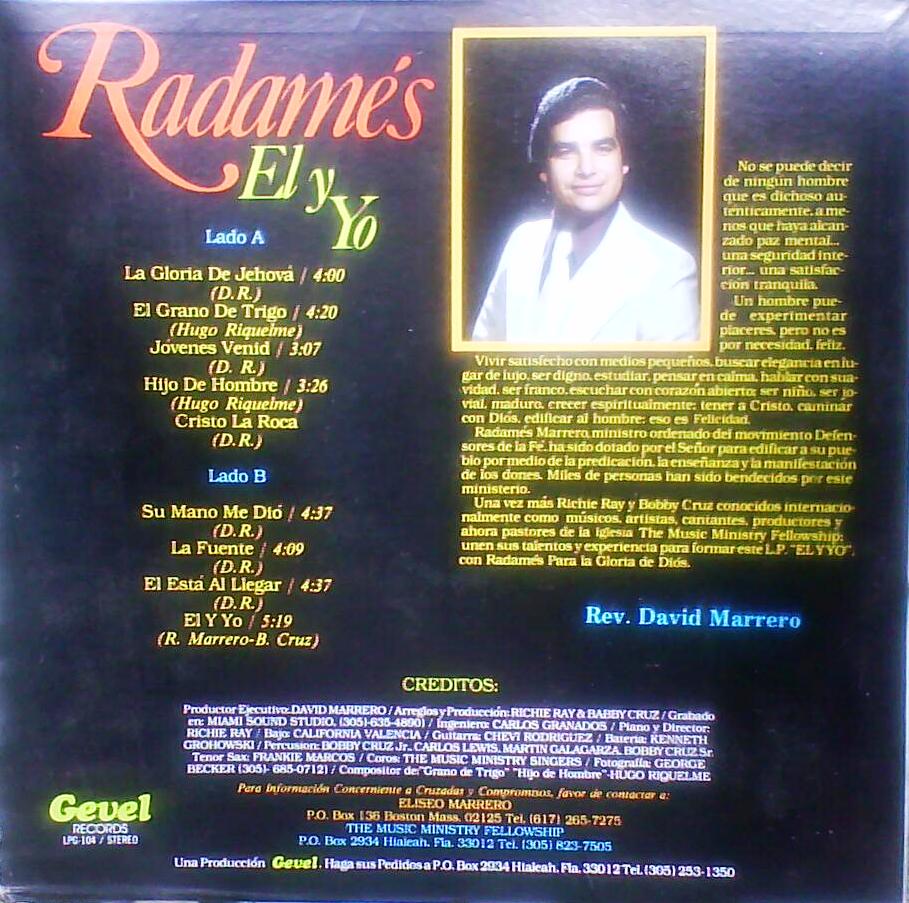 Radamés
El y
Yo
Lado A
La Gloria De Jehová / 4:00
(D.R.)
El Grano De Trigo / 4:20
(Hugo Riquelme)
Jóvenes Venid / 3:07
(D. R.)
Hijo De Hombre / 3:26
(Hugo Riquelme)
Cristo La Roca
(D.R.)
Lado B
Su Mano Me Dió / 4:37
(D.R.)
La Fuente / 4:09
(D.R.)
El Está Al Llegar / 4:37
(D.R.)
El Y Yo / 5:19
(R. Marrero-B. Cruz)
No se puede decir
de ningún hombre
que es dichoso au-
ténticamente, a me-
nos que haya alcan-
zado paz mental...
una seguridad inte-
rior... una satisfac-
ción tranquila.
Un hombre pue-
de experimentar
placeres, pero no es
por necesidad, feliz.
Vivir satisfecho con medios pequeños, buscar elegancia en lu-
gar de lujo, ser digno, estudiar, pensar en calma, hablar con sua-
vidad, ser franco, escuchar con corazón abierto; ser niño, ser jo-
vial, maduro, crecer espiritualmente; tener a Cristo, caminar
con Dios, edificar al hombre; eso es Felicidad.
Radamés Marrero, ministro ordenado del movimiento Defen-
sores de la Fé, ha sido dotado por el Señor para edificar a su pue-
blo por medio de la predicación, la enseñanza y la manifestación
de los dones. Miles de personas han sido bendecidos por este
ministerio.
Una vez más Richie Ray y Bobby Cruz conocidos internacio-
nalmente como músicos, artistas, cantantes, productores y
ahora pastores de la iglesia The Music Ministry Fellowship;
unen sus talentos y experiencia para formar este L.P. "EL Y YO",
con Radamés Para la Gloria de Diós.
Rev. David Marrero
CREDITOS:
Productor Ejecutivo: DAVID MARRERO / Arreglos y Producción: RICHIE RAY & BABBY CRUZ / Grabado
en: MIAMI SOUND STUDIO, (305)-635-4890) / Ingeniero: CARLOS GRANADOS / Piano y Director:
RICHIE RAY / Bajo: CALIFORNIA VALENCIA / Guitarra: CHEVI RODRIGUEZ / Bateria: KENNETH
GROHOWSKI / Percusion: BOBBY CRUZ Jr., CARLOS LEWIS, MARTIN GALAGARZA, BOBBY CRUZ Sr.
Tenor Sax: FRANKIE MARCOS / Coros: THE MUSIC MINISTRY SINGERS / Fotografía: GEORGE
BECKER (305)- 685-0712) / Compositor de: "Grano de Trigo" "Hijo de Hombre"-HUGO RIQUELME
Para Información Concerniente a Cruzadas y Compromisos, favor de contactar a:
ELISEO MARRERO
P.O. Box 136 Boston Mass. 02125 Tel. (617) 265-7275
THE MUSIC MINISTRY FELLOWSHIP
P.O. Box 2934 Hialeah, Fla. 33012 Tel. (305) 823-7505
Gevel
RECORDS
LPG-104 / STEREO
Una Producción Gevel. Haga sus Pedidos a P.O. Box 2934 Hialeah, Fla. 33012 Tel. (305) 253-1350